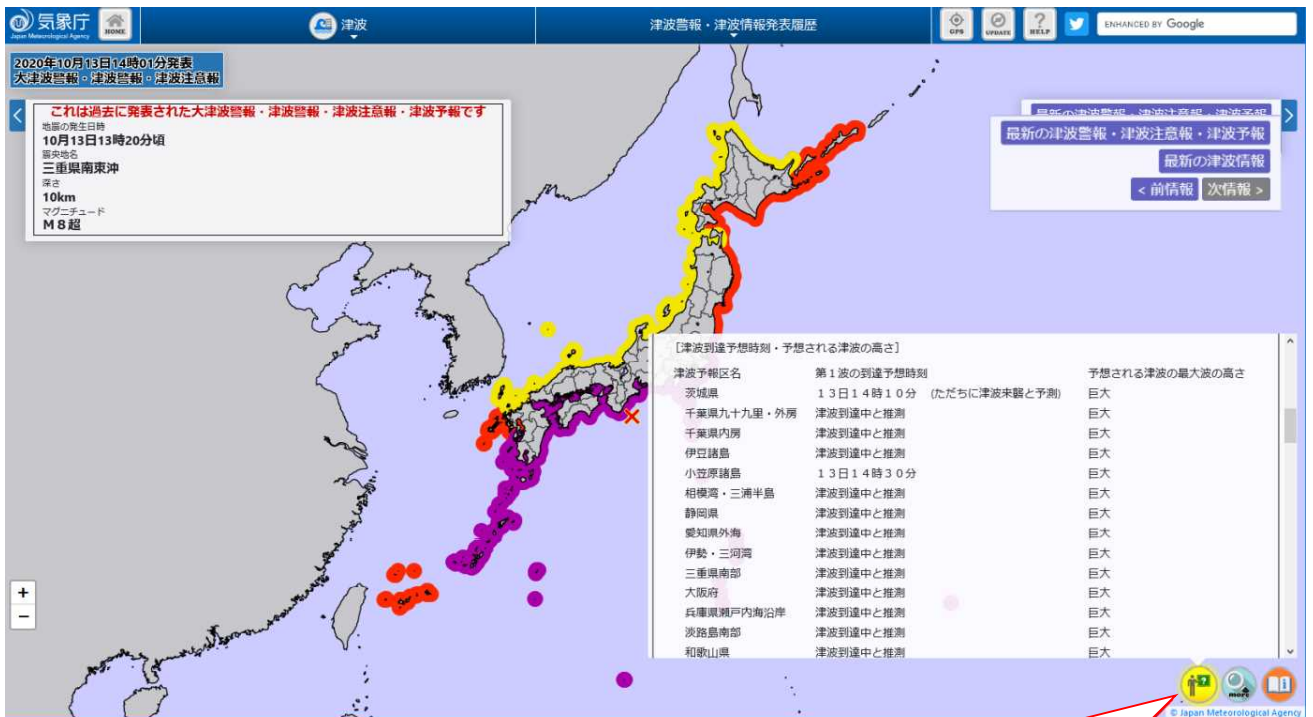 気象庁
Japan Meteorological Agency
HOME
津波
津波警報・津波情報発表履歴
GPS
UPDATE
HELP
ENHANCED BY Google
2020年10月13日14時01分発表
大津波警報・津波警報・津波注意報
これは過去に発表された大津波警報・津波警報・津波注意報・津波予報です
地震の発生日時
10月13日13時20分頃
震央地名
三重県南東沖
深さ
10km
マグニチュード
M８超
最新の津波警報・津波注意報・津波予報
最新の津波警報・津波注意報・津波予報
最新の津波情報
< 前情報 次情報 >
[津波到達予想時刻・予想される津波の高さ]
津波予報区名 第１波の到達予想時刻 予想される津波の最大波の高さ
茨城県 １３日１４時１０分 (ただちに津波来襲と予測) 巨大
千葉県九十九里・外房 津波到達中と推測 巨大
千葉県内房 津波到達中と推測 巨大
伊豆諸島 津波到達中と推測 巨大
小笠原諸島 １３日１４時３０分 巨大
相模湾・三浦半島 津波到達中と推測 巨大
静岡県 津波到達中と推測 巨大
愛知県外海 津波到達中と推測 巨大
伊勢・三河湾 津波到達中と推測 巨大
三重県南部 津波到達中と推測 巨大
大阪府 津波到達中と推測 巨大
兵庫県瀬戸内海沿岸 津波到達中と推測 巨大
淡路島南部 津波到達中と推測 巨大
和歌山県 津波到達中と推測 巨大
+
−
more
© Japan Meteorological Agency